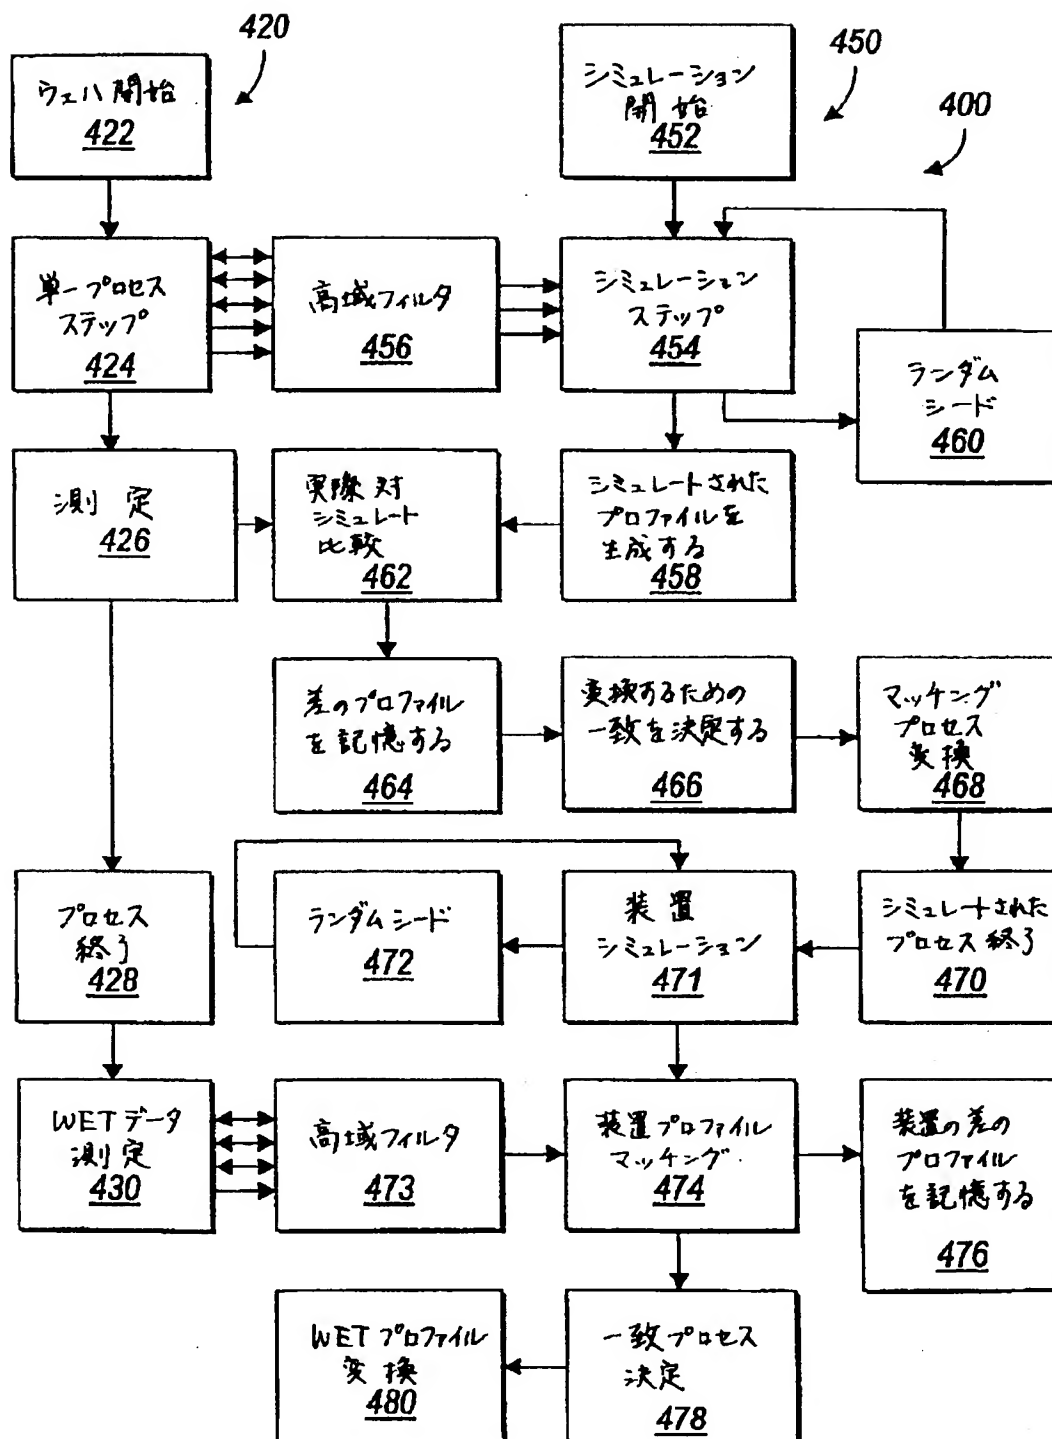 420
450
400
ウェハ開始
422
シミュレーション
開始
452
単一プロセス
ステップ
424
高域フィルタ
456
シミュレーション
ステップ
454
ランダム
シード
460
測定
426
実際対
シミュレート
比較
462
シミュレートされた
プロファイルを
生成する
458
差のプロファイル
を記憶する
464
変換するための
一致を決定する
466
マッチング
プロセス
変換
468
プロセス
終了
428
ランダムシード
472
装置
シミュレーション
471
シミュレートされた
プロセス終了
470
WETデータ
測定
430
高域フィルタ
473
装置プロファイル
マッチング
474
装置の差の
プロファイル
を記憶する
476
WETプロファイル
変換
480
一致プロセス
決定
478